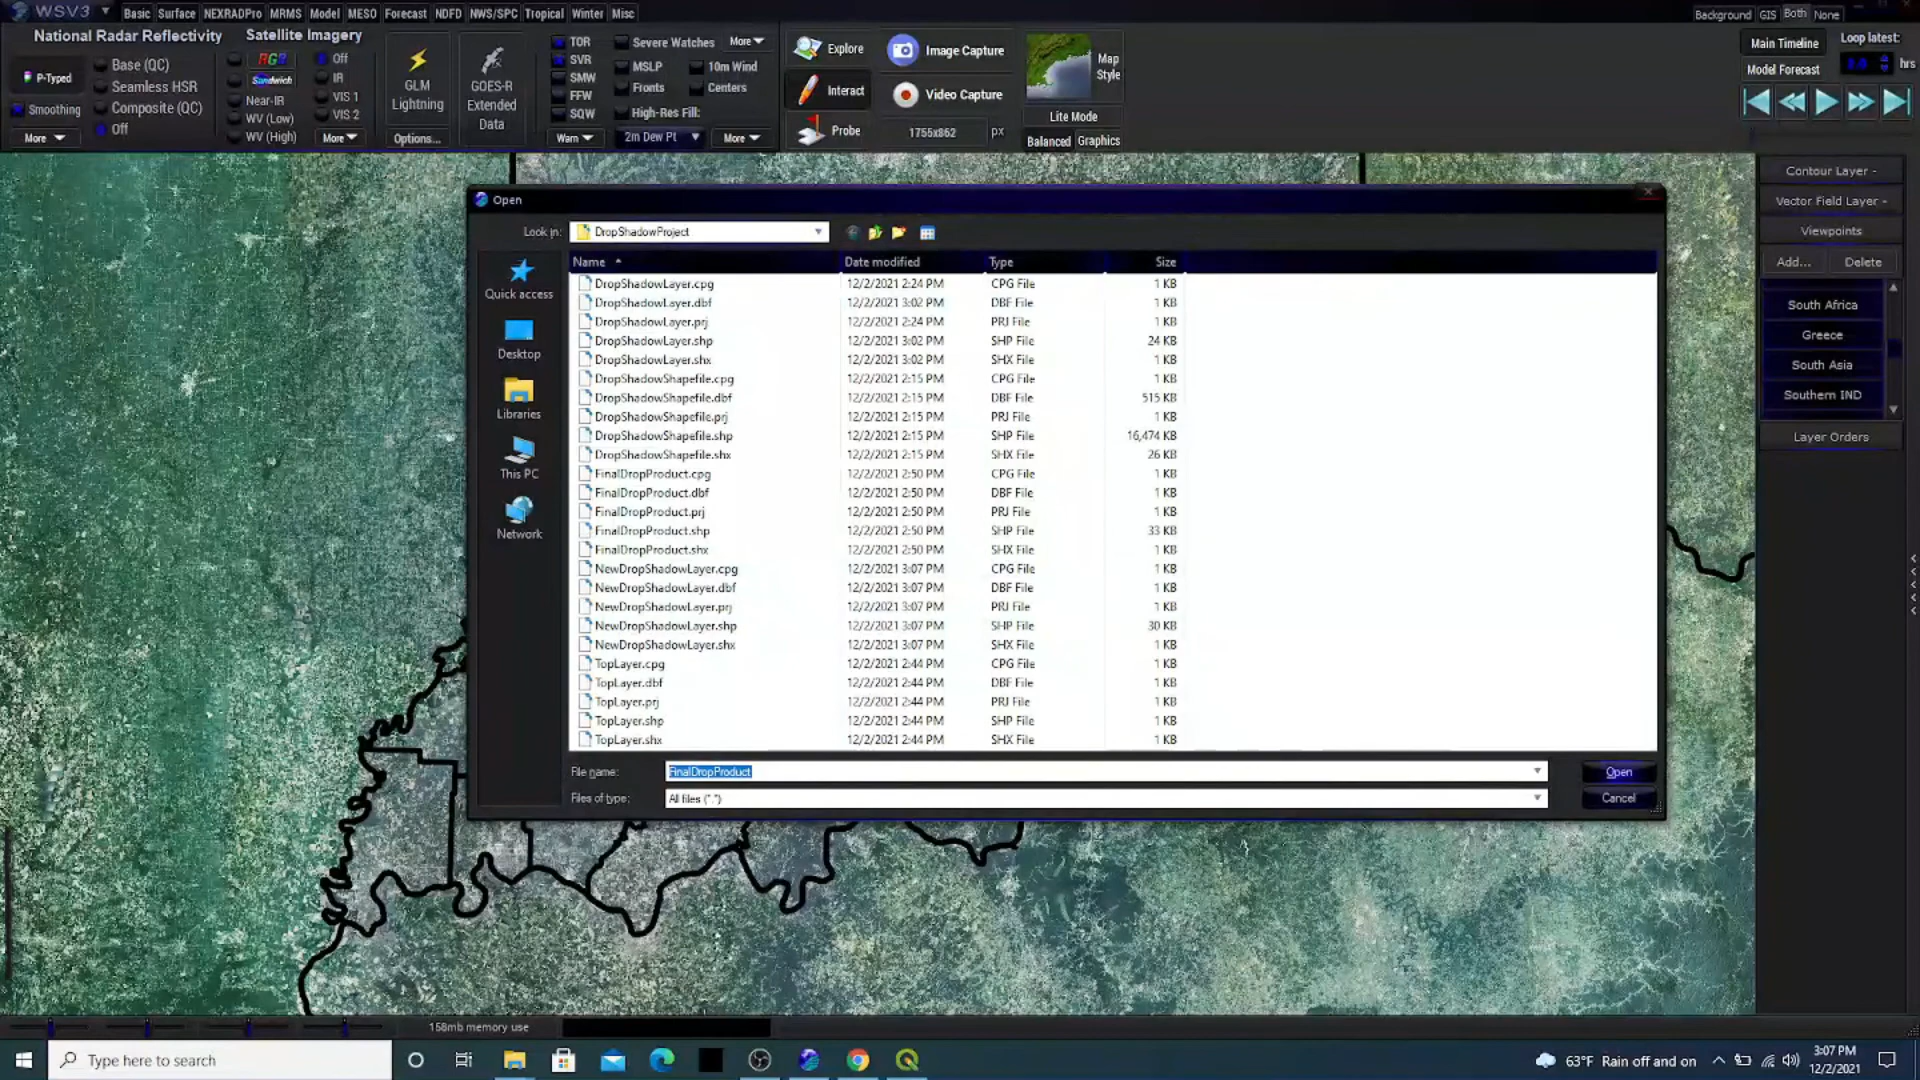 WSV3 Basic Surface NEXRADPro MRMS Model MESO Forecast NDFD NWS/SPC Tropical Winter Misc
Background GIS Both None
National Radar Reflectivity
P-Typed
Smoothing
More
Base (QC)
Seamless HSR
Composite (QC)
Off
Satellite Imagery
RGB
Sandwich
Near-IR
WV (Low)
WV (High)
Off
IR
VIS 1
VIS 2
More
GLM
Lightning
Options...
GOES-R
Extended
Data
TOR
SVR
SMW
FFW
SQW
Warn
Severe Watches More
MSLP 10m Wind
Fronts Centers
High-Res Fill:
2m Dew Pt More
Explore
Interact
Probe
Image Capture
Video Capture
1755x862 px
Map
Style
Lite Mode
Balanced Graphics
Main Timeline
Model Forecast
Loop latest:
hrs
Open
Look in: DropShadowProject
Quick access
Desktop
Libraries
This PC
Network
Name Date modified Type Size
DropShadowLayer.cpg 12/2/2021 2:24 PM CPG File 1 KB
DropShadowLayer.dbf 12/2/2021 3:02 PM DBF File 1 KB
DropShadowLayer.prj 12/2/2021 2:24 PM PRJ File 1 KB
DropShadowLayer.shp 12/2/2021 3:02 PM SHP File 24 KB
DropShadowLayer.shx 12/2/2021 3:02 PM SHX File 1 KB
DropShadowShapefile.cpg 12/2/2021 2:15 PM CPG File 1 KB
DropShadowShapefile.dbf 12/2/2021 2:15 PM DBF File 515 KB
DropShadowShapefile.prj 12/2/2021 2:15 PM PRJ File 1 KB
DropShadowShapefile.shp 12/2/2021 2:15 PM SHP File 16,474 KB
DropShadowShapefile.shx 12/2/2021 2:15 PM SHX File 26 KB
FinalDropProduct.cpg 12/2/2021 2:50 PM CPG File 1 KB
FinalDropProduct.dbf 12/2/2021 2:50 PM DBF File 1 KB
FinalDropProduct.prj 12/2/2021 2:50 PM PRJ File 1 KB
FinalDropProduct.shp 12/2/2021 2:50 PM SHP File 33 KB
FinalDropProduct.shx 12/2/2021 2:50 PM SHX File 1 KB
NewDropShadowLayer.cpg 12/2/2021 3:07 PM CPG File 1 KB
NewDropShadowLayer.dbf 12/2/2021 3:07 PM DBF File 1 KB
NewDropShadowLayer.prj 12/2/2021 3:07 PM PRJ File 1 KB
NewDropShadowLayer.shp 12/2/2021 3:07 PM SHP File 30 KB
NewDropShadowLayer.shx 12/2/2021 3:07 PM SHX File 1 KB
TopLayer.cpg 12/2/2021 2:44 PM CPG File 1 KB
TopLayer.dbf 12/2/2021 2:44 PM DBF File 1 KB
TopLayer.prj 12/2/2021 2:44 PM PRJ File 1 KB
TopLayer.shp 12/2/2021 2:44 PM SHP File 1 KB
TopLayer.shx 12/2/2021 2:44 PM SHX File 1 KB
File name: FinalDropProduct Open
Files of type: All files (*.*) Cancel
Contour Layer -
Vector Field Layer -
Viewpoints
Add... Delete
South Africa
Greece
South Asia
Southern IND
Layer Orders
158mb memory use
Type here to search
63°F Rain off and on
3:07 PM
12/2/2021